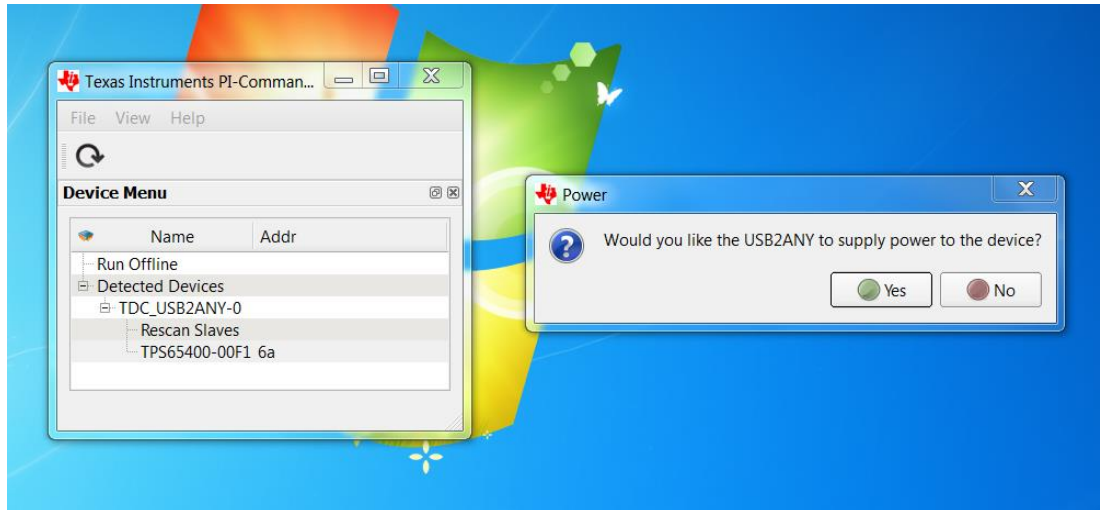 Texas Instruments PI-Comman...
File View Help
Device Menu
Name Addr
Run Offline
Detected Devices
TDC_USB2ANY-0
Rescan Slaves
TPS65400-00F1 6a
Power
Would you like the USB2ANY to supply power to the device?
Yes No